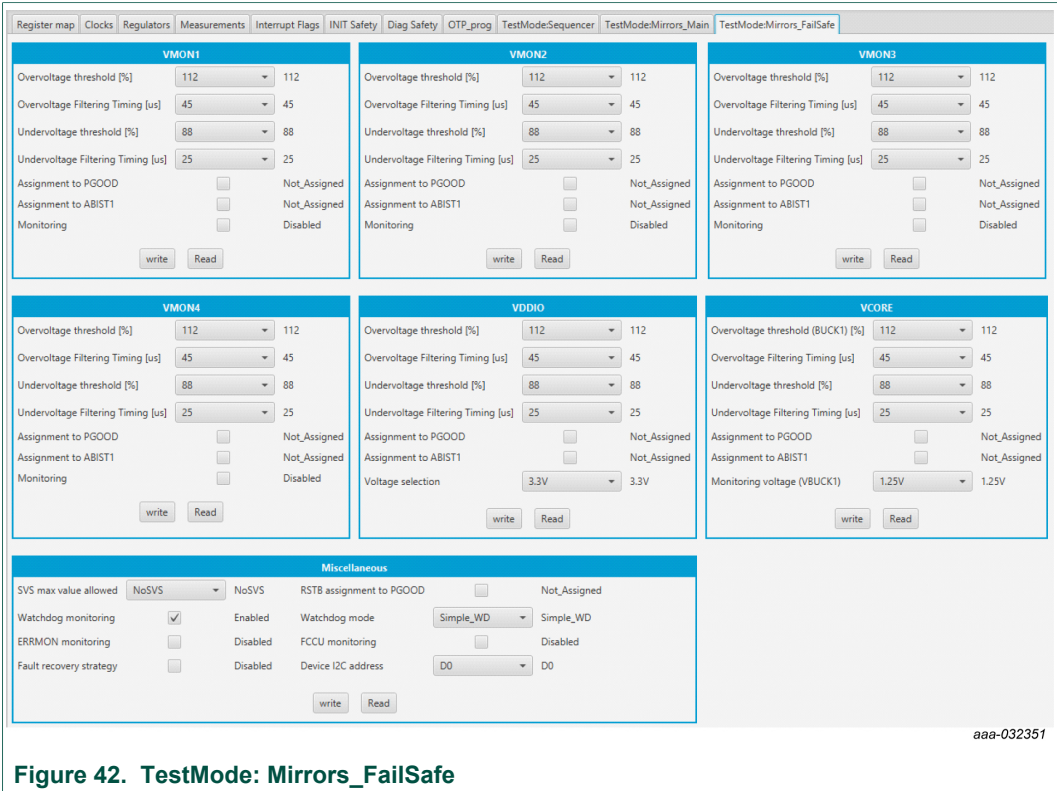 Register map Clocks Regulators Measurements Interrupt Flags INIT Safety Diag Safety OTP_prog TestMode:Sequencer TestMode:Mirrors_Main TestMode:Mirrors_FailSafe
VMON1
Overvoltage threshold [%] 112 112
Overvoltage Filtering Timing [us] 45 45
Undervoltage threshold [%] 88 88
Undervoltage Filtering Timing [us] 25 25
Assignment to PGOOD Not_Assigned
Assignment to ABIST1 Not_Assigned
Monitoring Disabled
write Read
VMON2
Overvoltage threshold [%] 112 112
Overvoltage Filtering Timing [us] 45 45
Undervoltage threshold [%] 88 88
Undervoltage Filtering Timing [us] 25 25
Assignment to PGOOD Not_Assigned
Assignment to ABIST1 Not_Assigned
Monitoring Disabled
write Read
VMON3
Overvoltage threshold [%] 112 112
Overvoltage Filtering Timing [us] 45 45
Undervoltage threshold [%] 88 88
Undervoltage Filtering Timing [us] 25 25
Assignment to PGOOD Not_Assigned
Assignment to ABIST1 Not_Assigned
Monitoring Disabled
write Read
VMON4
Overvoltage threshold [%] 112 112
Overvoltage Filtering Timing [us] 45 45
Undervoltage threshold [%] 88 88
Undervoltage Filtering Timing [us] 25 25
Assignment to PGOOD Not_Assigned
Assignment to ABIST1 Not_Assigned
Monitoring Disabled
write Read
VDDIO
Overvoltage threshold [%] 112 112
Overvoltage Filtering Timing [us] 45 45
Undervoltage threshold [%] 88 88
Undervoltage Filtering Timing [us] 25 25
Assignment to PGOOD Not_Assigned
Assignment to ABIST1 Not_Assigned
Voltage selection 3.3V 3.3V
write Read
VCORE
Overvoltage threshold (BUCK1) [%] 112 112
Overvoltage Filtering Timing [us] 45 45
Undervoltage threshold [%] 88 88
Undervoltage Filtering Timing [us] 25 25
Assignment to PGOOD Not_Assigned
Assignment to ABIST1 Not_Assigned
Monitoring voltage (VBUCK1) 1.25V 1.25V
write Read
Miscellaneous
SVS max value allowed NoSVS NoSVS RSTB assignment to PGOOD Not_Assigned
Watchdog monitoring Enabled Watchdog mode Simple_WD Simple_WD
ERRMON monitoring Disabled FCCU monitoring Disabled
Fault recovery strategy Disabled Device I2C address D0 D0
write Read
aaa-032351
Figure 42. TestMode: Mirrors_FailSafe